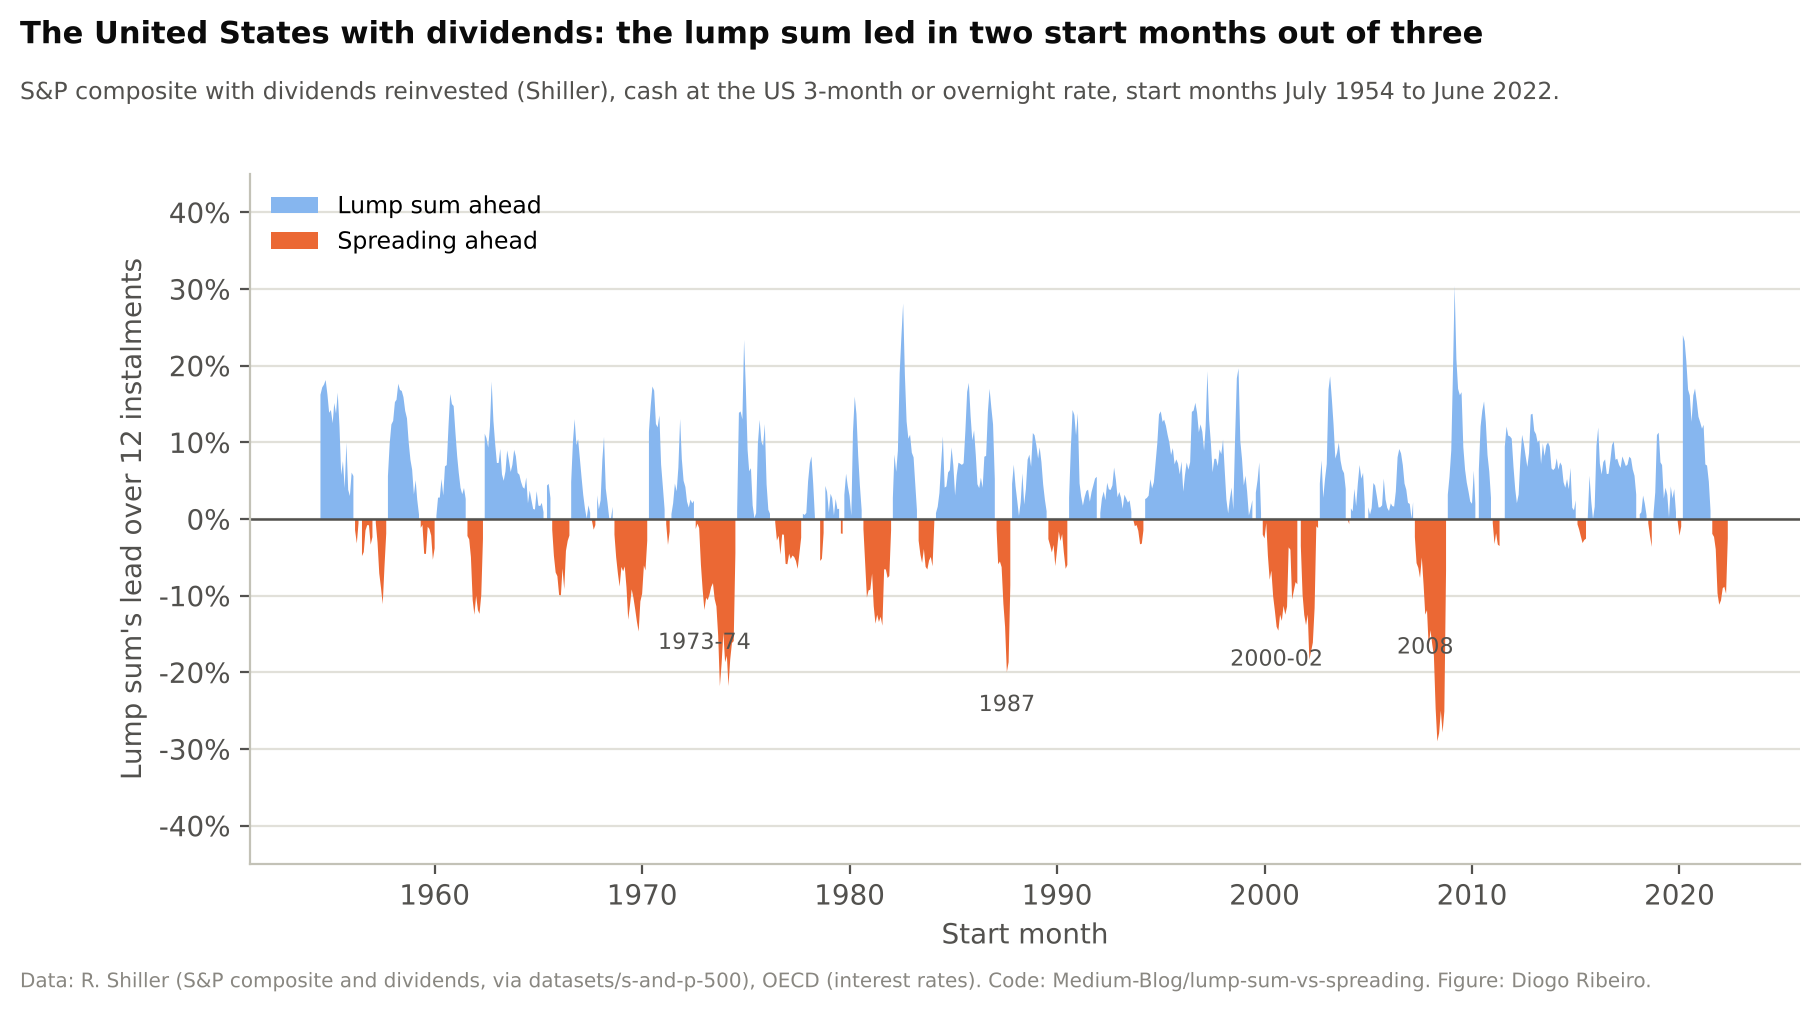 The United States with dividends: the lump sum led in two start months out of three
S&P composite with dividends reinvested (Shiller), cash at the US 3-month or overnight rate, start months July 1954 to June 2022.
Lump sum ahead
Spreading ahead
Lump sum's lead over 12 instalments
40%
30%
20%
10%
0%
-10%
-20%
-30%
-40%
1973-74
1987
2000-02
2008
1960 1970 1980 1990 2000 2010 2020
Start month
Data: R. Shiller (S&P composite and dividends, via datasets/s-and-p-500), OECD (interest rates). Code: Medium-Blog/lump-sum-vs-spreading. Figure: Diogo Ribeiro.